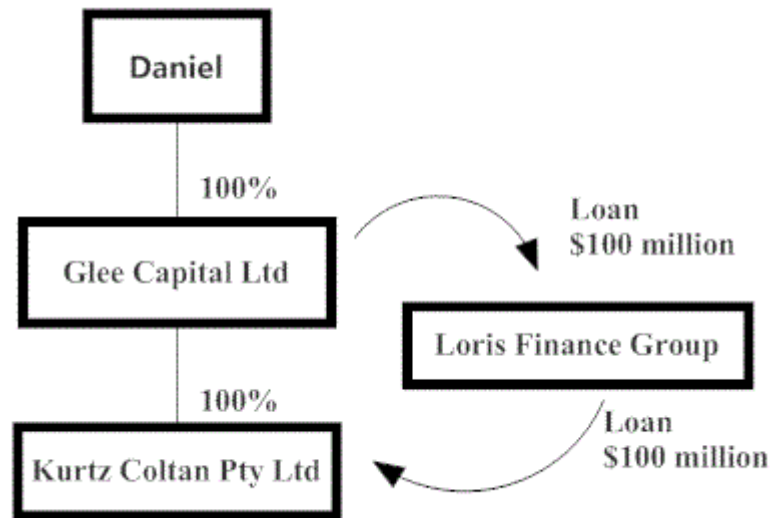 Daniel
100%
Glee Capital Ltd
Loan
$100 million
Loris Finance Group
100%
Loan
$100 million
Kurtz Coltan Pty Ltd